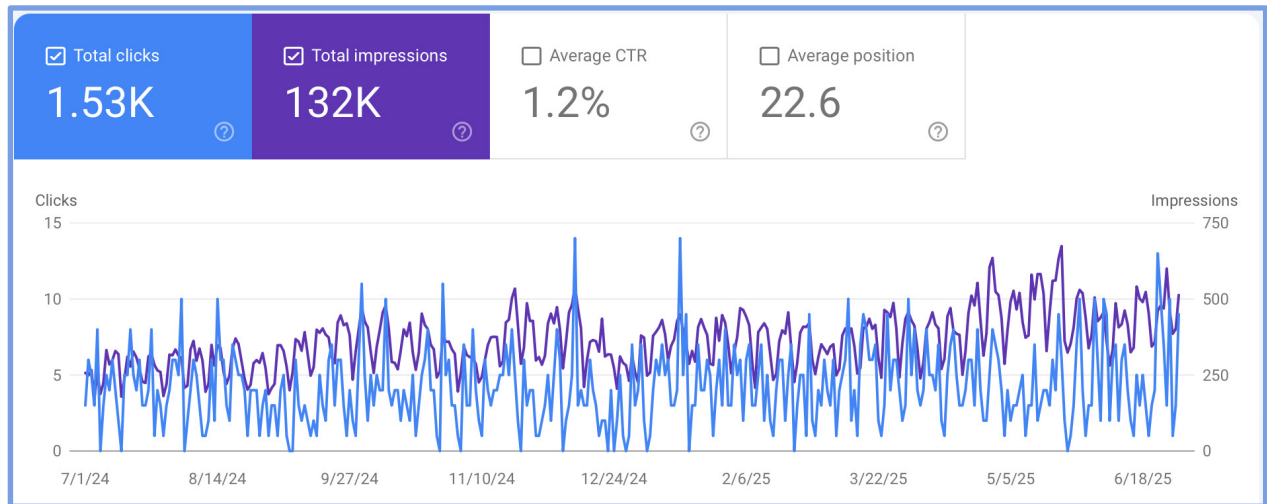 Total clicks
1.53K
Total impressions
132K
Average CTR
1.2%
Average position
22.6
Clicks
Impressions
15
750
10
500
5
250
0
0
7/1/24
8/14/24
9/27/24
11/10/24
12/24/24
2/6/25
3/22/25
5/5/25
6/18/25